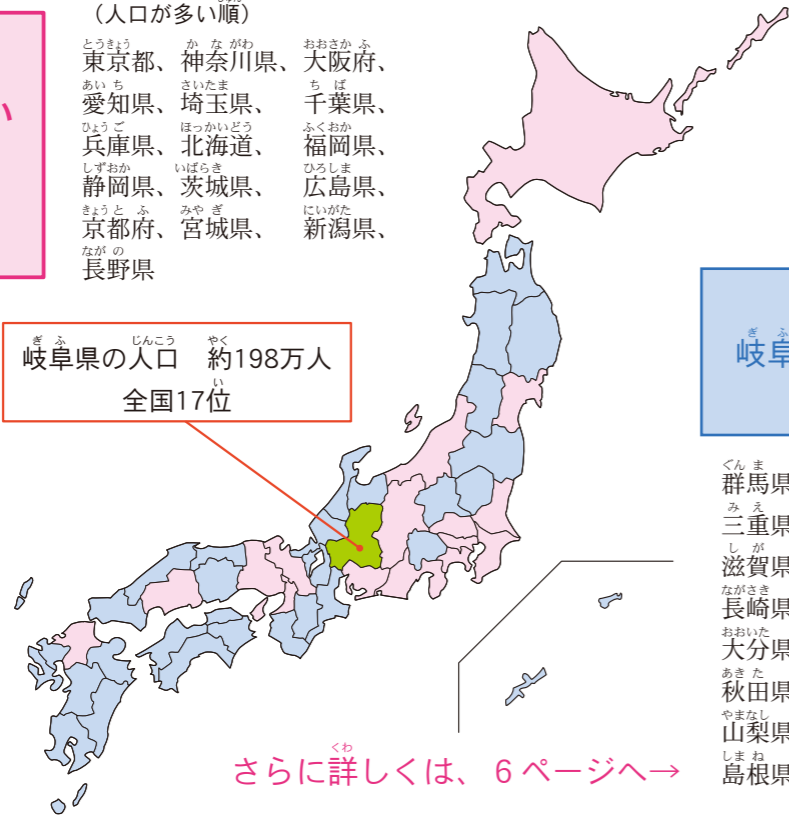 （人口が多い順）
東京都、神奈川県、大阪府、
愛知県、埼玉県、千葉県、
兵庫県、北海道、福岡県、
静岡県、茨城県、広島県、
京都府、宮城県、新潟県、
長野県
い
岐阜県の人口　約198万人
全国17位
岐阜
群馬県
三重県
滋賀県
長崎県
大分県
秋田県
山梨県
島根県
さらに詳しくは、6ページへ→